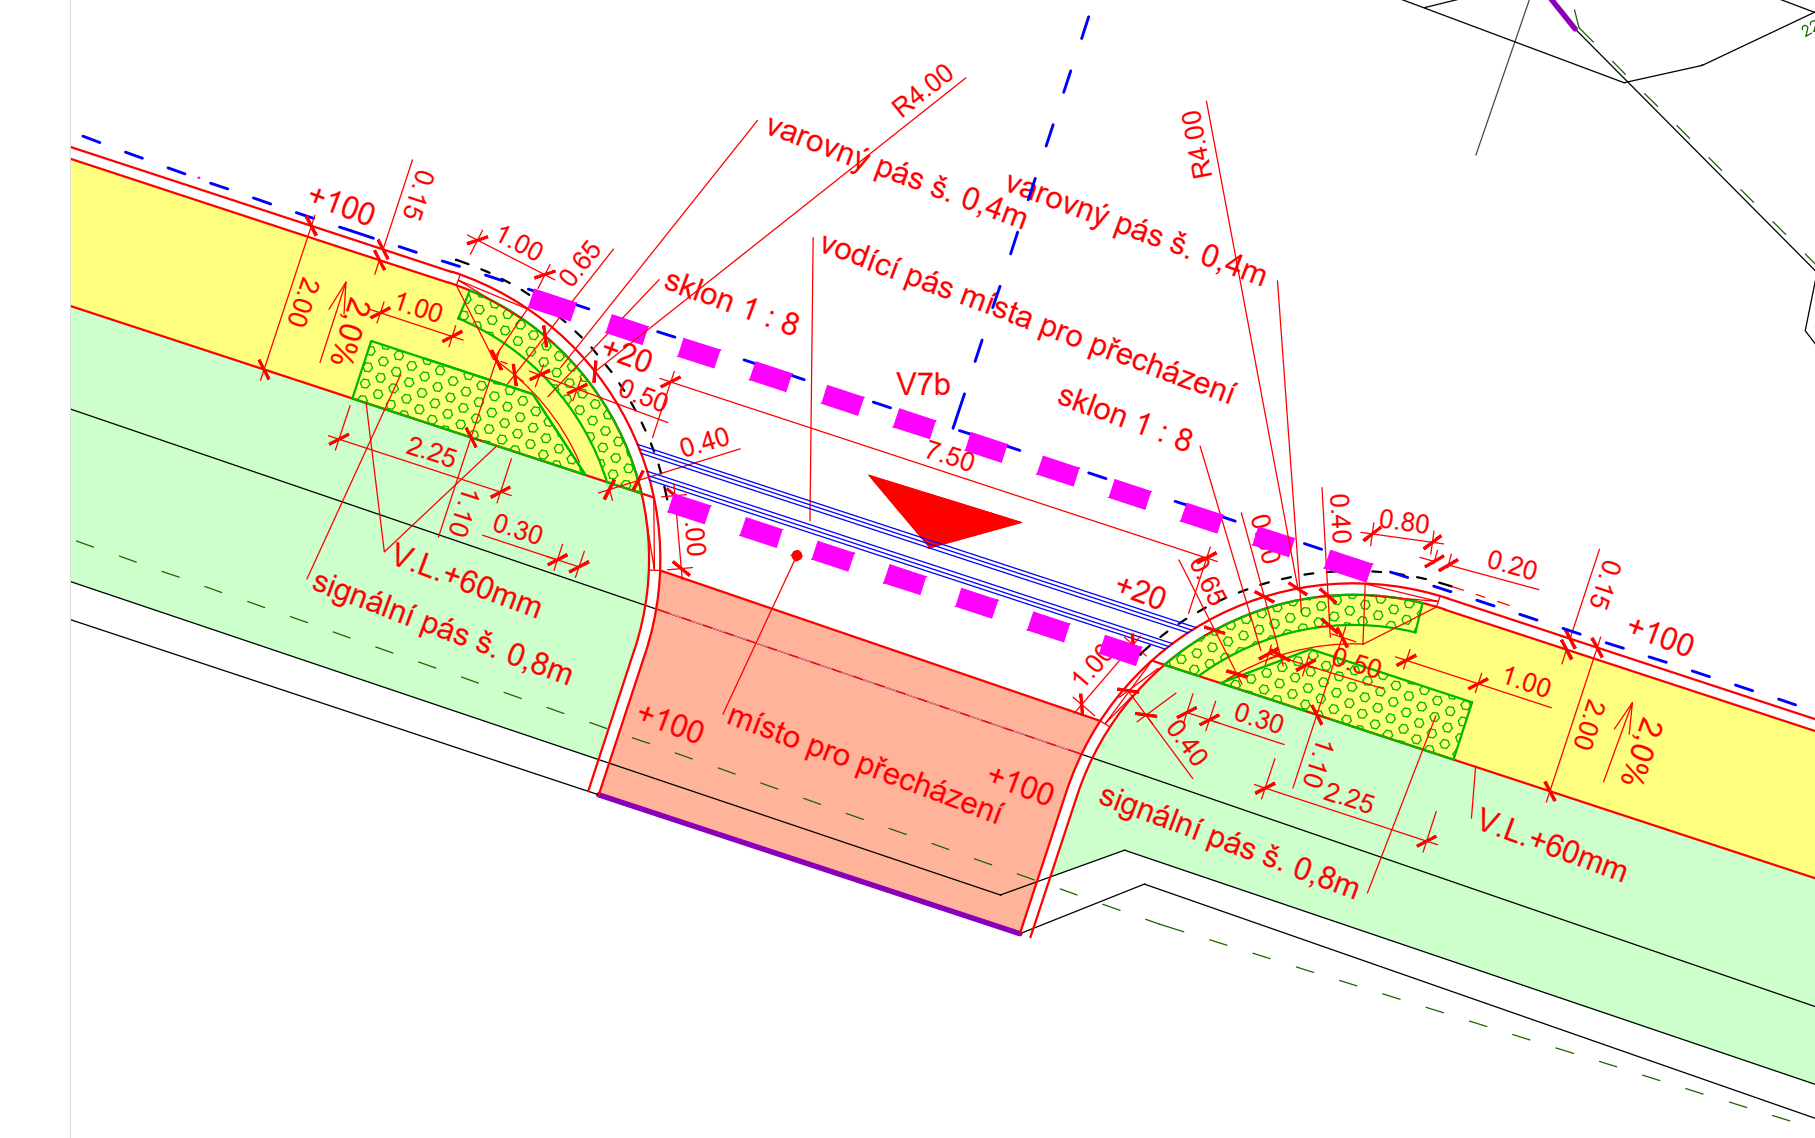 R4.00
varovný pás š. 0,4m
R4.00
varovný pás š. 0,4m
+100
0.15
1.00
0.65
sklon 1 : 8
vodící pás místa pro přecházení
2.00
2,0%
1.00
+20
0.50
V7b
sklon 1 : 8
7.50
0.40
2.25
1.10
0.30
V.L.+60mm
signální pás š. 0,8m
0.40
0.80
0.20
0.15
+100
+20
0.65
1.00
0.50
1.00
2.00
2,0%
0.30
0.40
1.10
2.25
+100
místo pro přecházení
+100
signální pás š. 0,8m
V.L.+60mm